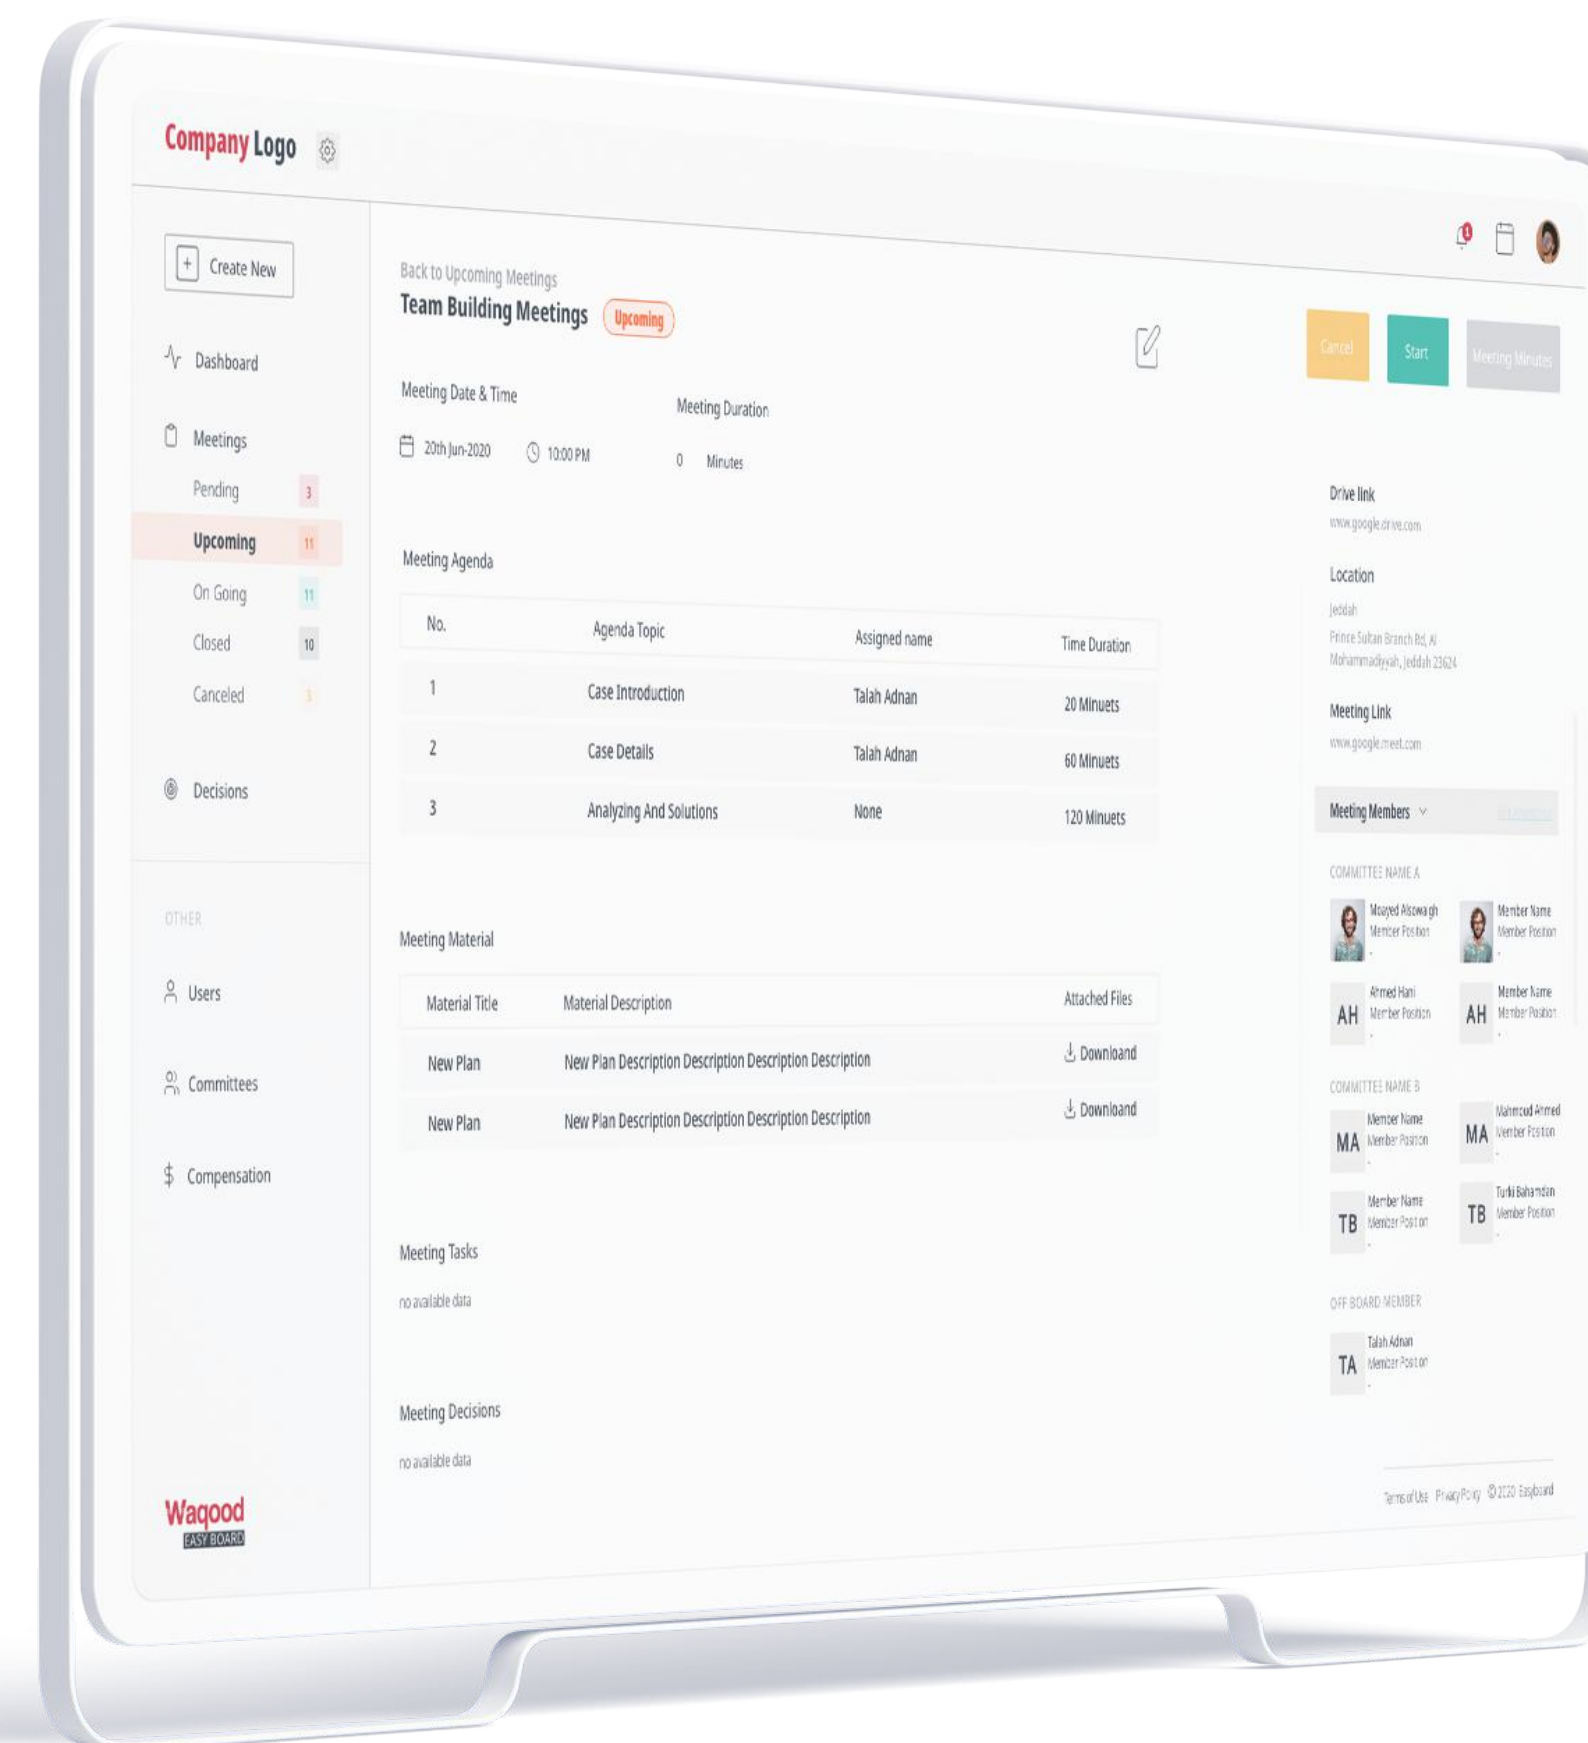 Company Logo
1
Create New
Dashboard
Meetings
Pending 3
Upcoming 11
On Going 11
Closed 10
Canceled
Decisions
OTHER
Users
Committees
Compensation
Waqood
EASY BOARD
Back to Upcoming Meetings
Team Building Meetings Upcoming
Cancel Start Meeting Minutes
Meeting Date & Time Meeting Duration
20th Jun-2020 10:00 PM 0 Minutes
Meeting Agenda
No. Agenda Topic Assigned name Time Duration
1 Case Introduction Talah Adnan 20 Minuets
2 Case Details Talah Adnan 60 Minuets
3 Analyzing And Solutions None 120 Minuets
Meeting Material
Material Title Material Description Attached Files
New Plan New Plan Description Description Description Description Downloand
New Plan New Plan Description Description Description Description Downloand
Meeting Tasks
no available data
Meeting Decisions
no available data
Drive link
www.google.drive.com
Location
Jeddah
Prince Sultan Branch Rd, Al
Mohammadiyyah, Jeddah 23624
Meeting Link
www.google.meet.com
Meeting Members
COMMITTEE NAME A
Moayed Alsowaigh Member Name
Member Position Member Position
- -
AH Ahmed Hani AH Member Name
Member Position Member Position
- -
COMMITTEE NAME B
MA Member Name MA Mahmoud Ahmed
Member Position Member Position
- -
TB Member Name TB Turki Bahamdan
Member Position Member Position
- -
OFF BOARD MEMBER
TA Talah Adnan
Member Position
-
Terms of Use Privacy Policy © 2020 Easyboard